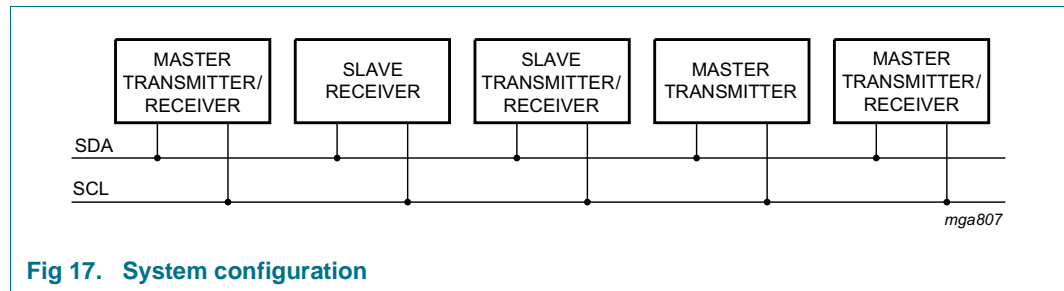 MASTER
TRANSMITTER/
RECEIVER
SLAVE
RECEIVER
SLAVE
TRANSMITTER/
RECEIVER
MASTER
TRANSMITTER
MASTER
TRANSMITTER/
RECEIVER
SDA
SCL
mga807
Fig 17. System configuration